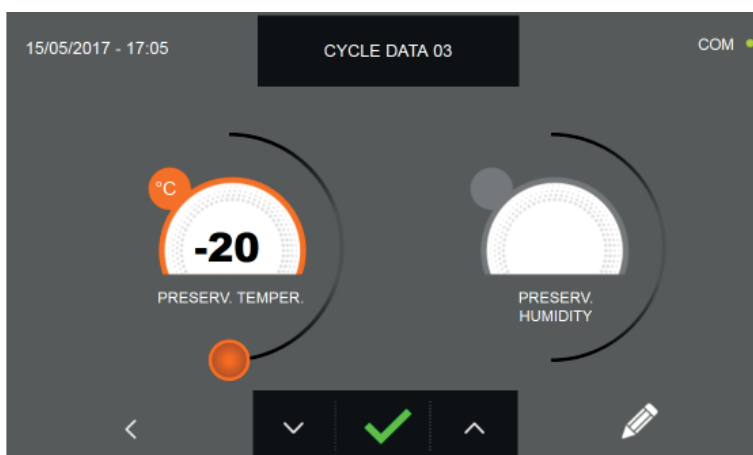 15/05/2017 - 17:05
CYCLE DATA 03
COM
°C
-20
PRESERV. TEMPER.
PRESERV.
HUMIDITY